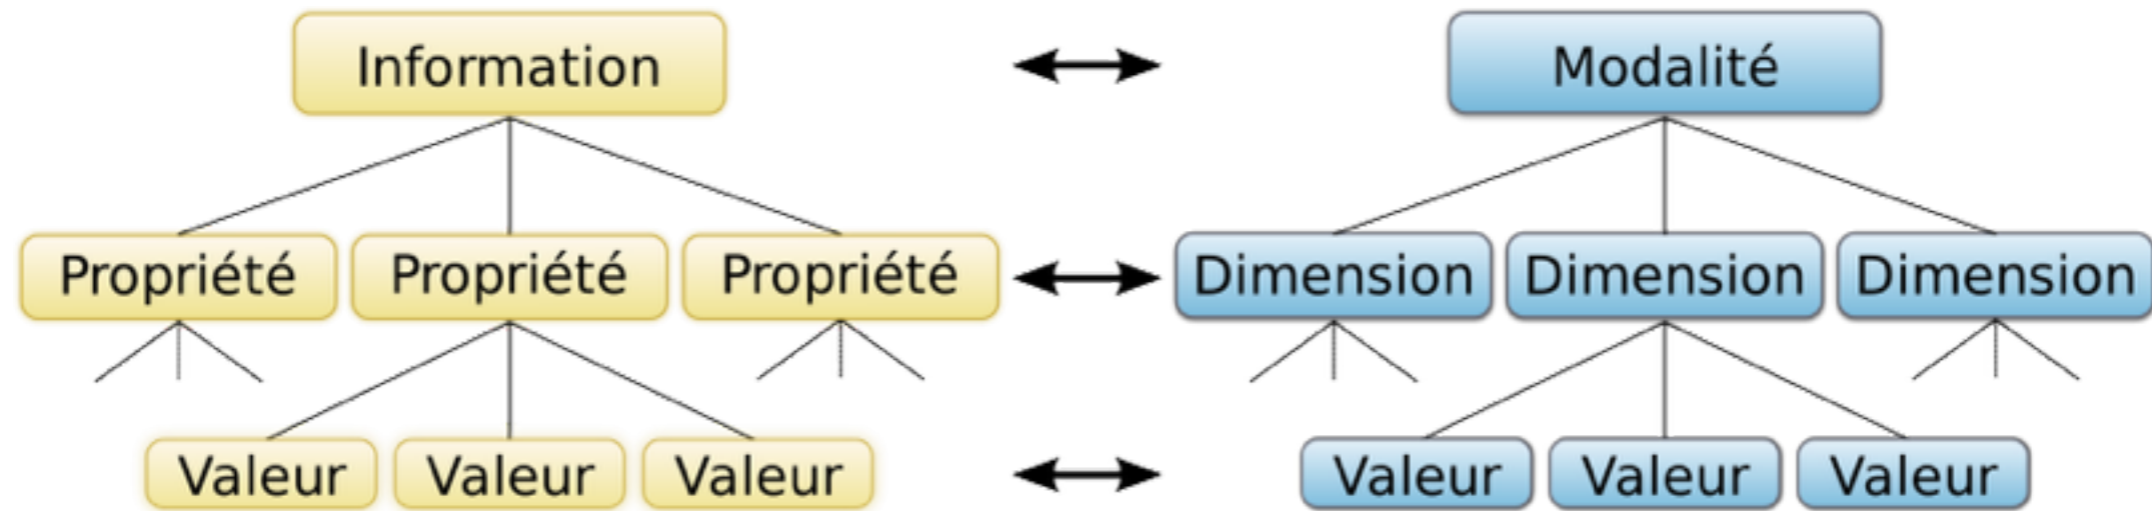 Information
Modalité
Propriété Propriété Propriété
Dimension Dimension Dimension
Valeur Valeur Valeur
Valeur Valeur Valeur